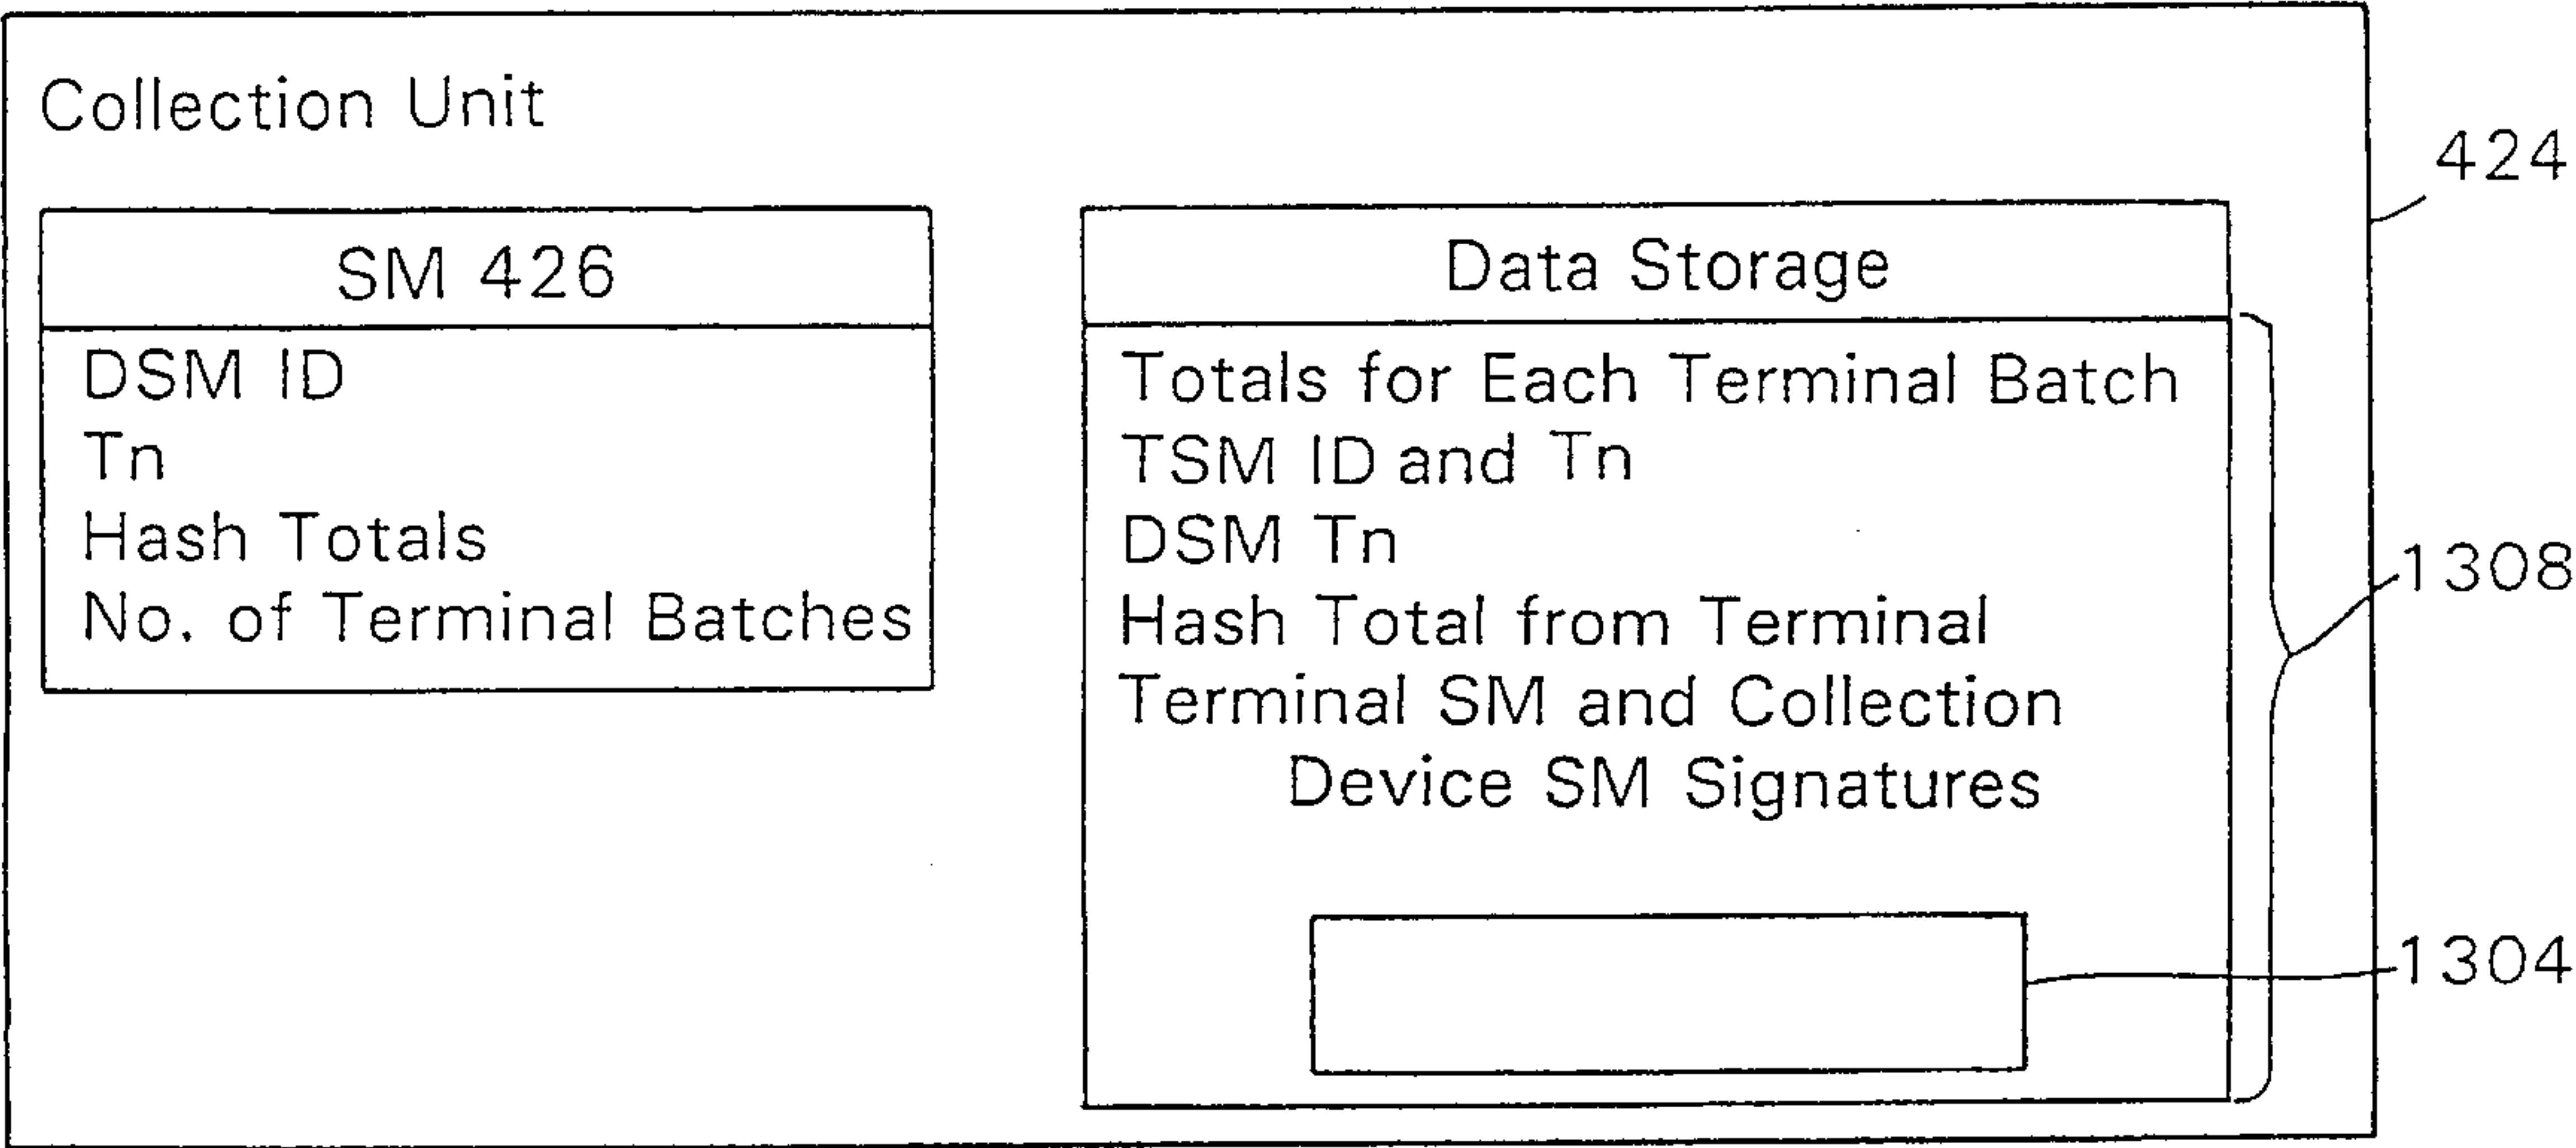 Collection Unit
424
SM 426
DSM ID
Tn
Hash Totals
No. of Terminal Batches
Data Storage
Totals for Each Terminal Batch
TSM ID and Tn
DSM Tn
Hash Total from Terminal
Terminal SM and Collection
Device SM Signatures
1308
1304